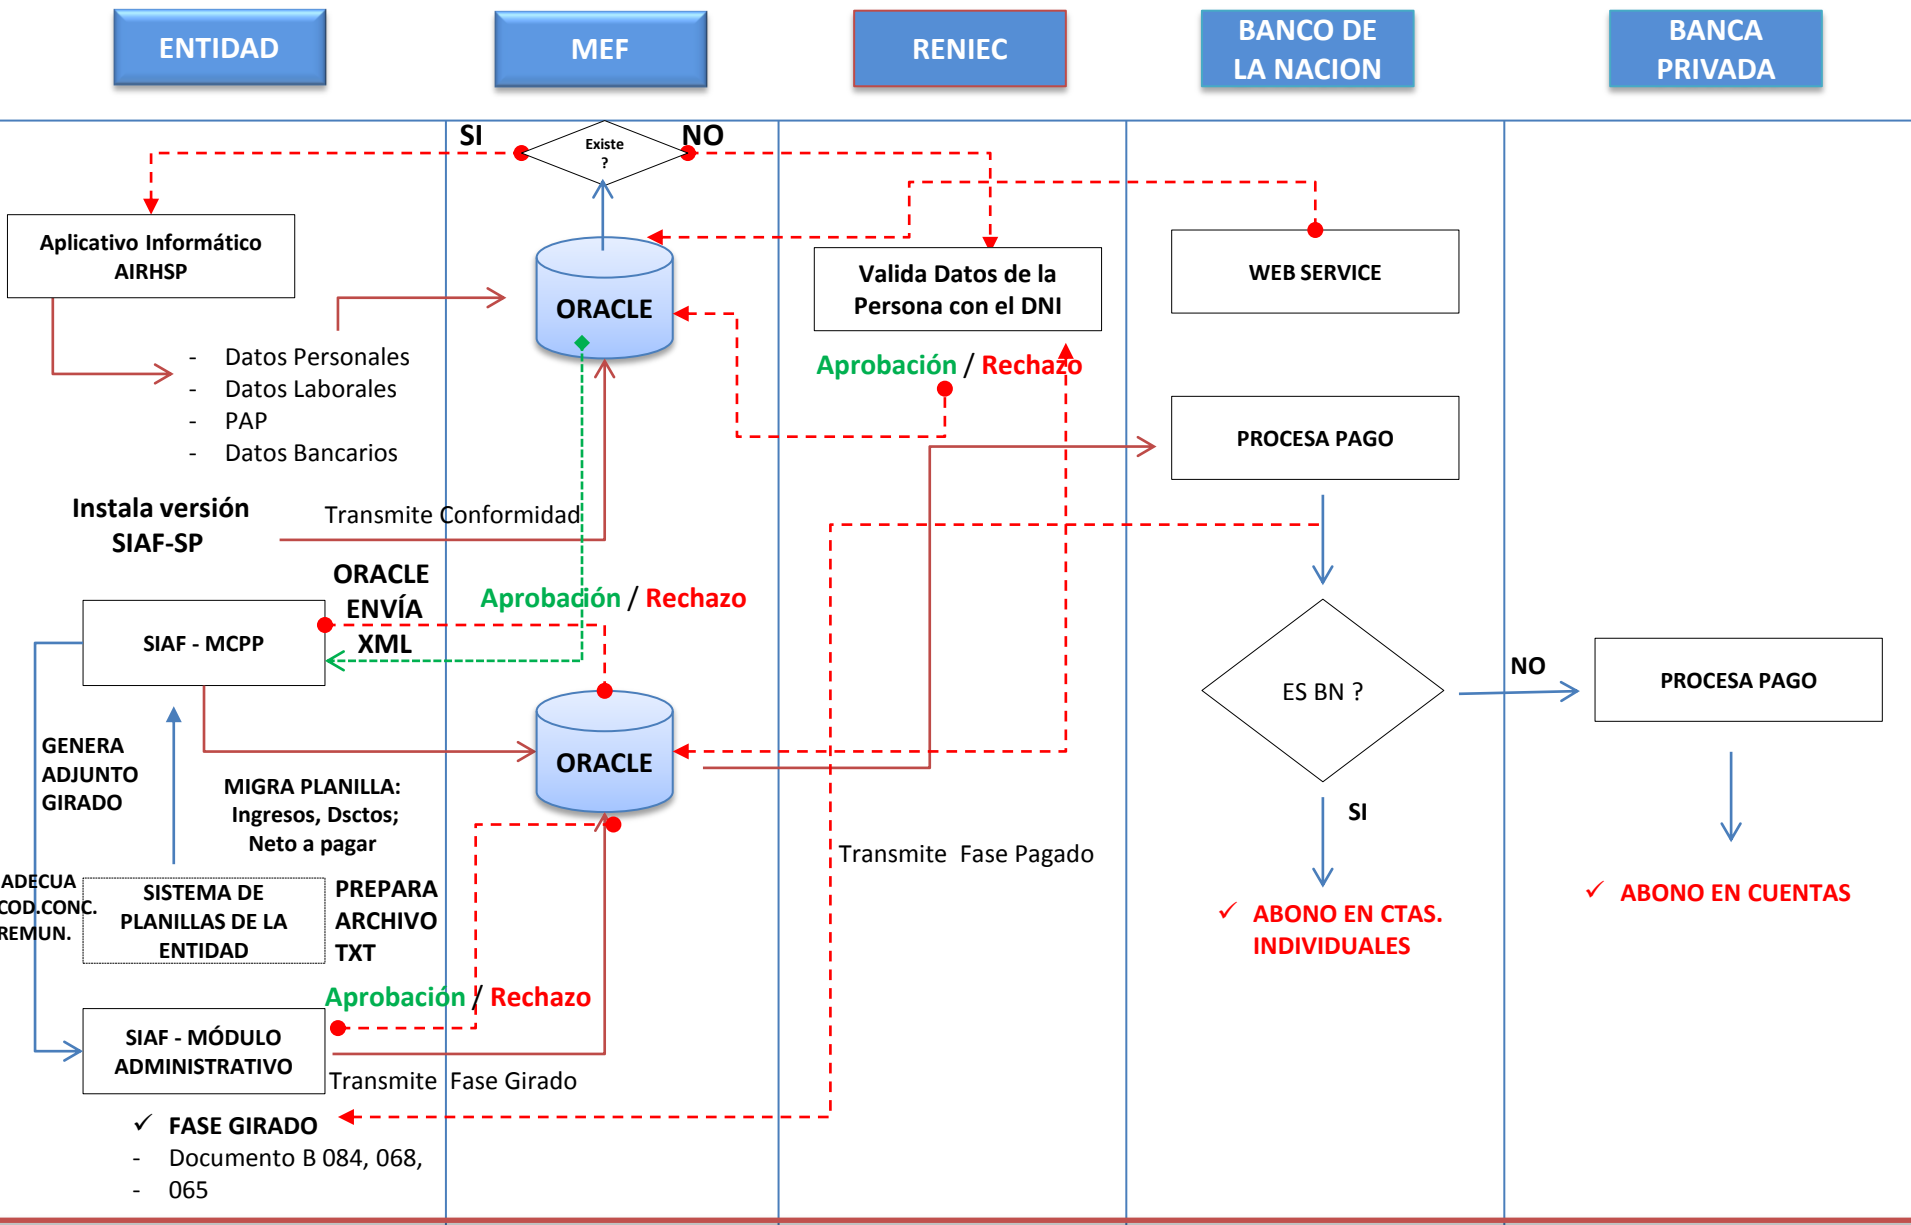 ENTIDAD
MEF
RENIEC
BANCO DE
LA NACION
BANCA
PRIVADA
SI
Existe
?
NO
Aplicativo Informático
AIRHSP
ORACLE
Valida Datos de la
Persona con el DNI
WEB SERVICE
- Datos Personales
- Datos Laborales
- PAP
- Datos Bancarios
Aprobación / Rechazo
PROCESA PAGO
Instala versión
SIAF-SP
Transmite Conformidad
ORACLE
ENVÍA
XML
Aprobación / Rechazo
SIAF - MCPP
ES BN ?
NO
PROCESA PAGO
GENERA
ADJUNTO
GIRADO
MIGRA PLANILLA:
Ingresos, Dsctos;
Neto a pagar
ORACLE
SI
Transmite Fase Pagado
ADECUA
COD.CONC.
REMUN.
SISTEMA DE
PLANILLAS DE LA
ENTIDAD
PREPARA
ARCHIVO
TXT
✓ ABONO EN CTAS.
INDIVIDUALES
✓ ABONO EN CUENTAS
Aprobación / Rechazo
SIAF - MÓDULO
ADMINISTRATIVO
Transmite Fase Girado
✓ FASE GIRADO
- Documento B 084, 068,
- 065